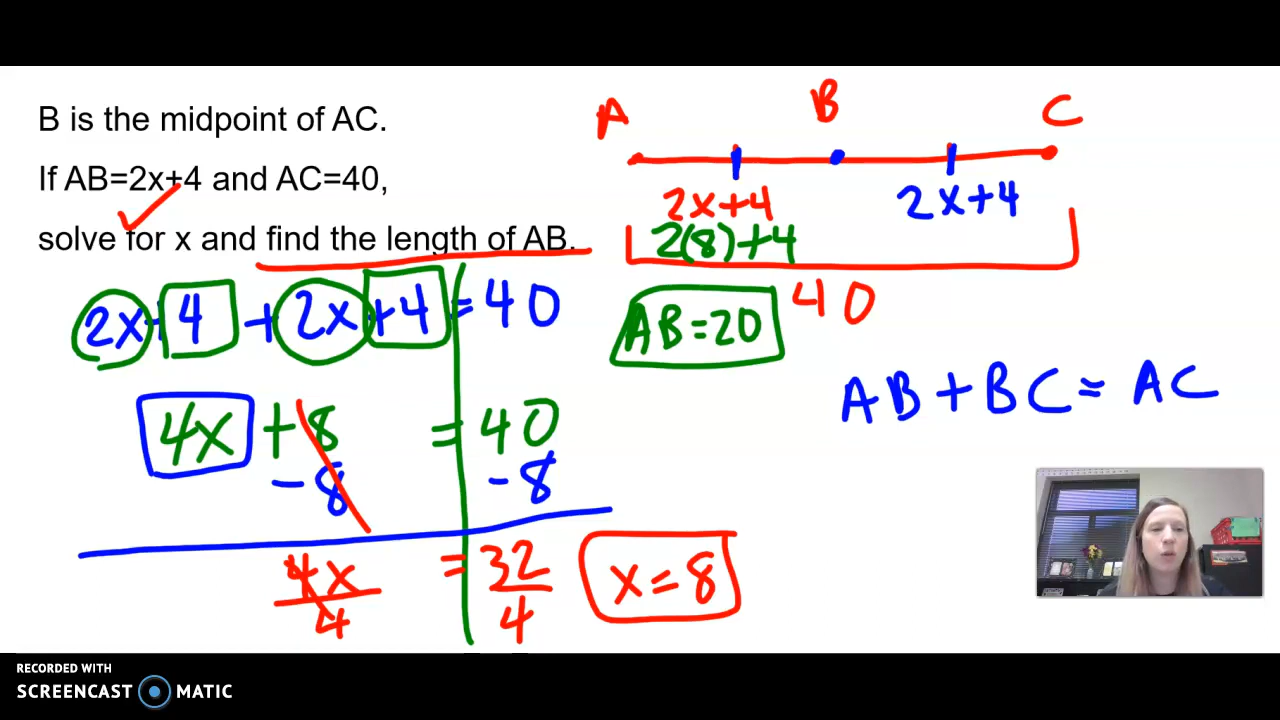 B is the midpoint of AC.
If AB=2x+4 and AC=40,
solve for x and find the length of AB.
A B C
2x+4 2x+4
2(8)+4
40
AB=20
2x+4+2x+4=40
AB+BC=AC
4x+8=40
-8 -8
4x/4=32/4
x=8
RECORDED WITH
SCREENCAST MATIC